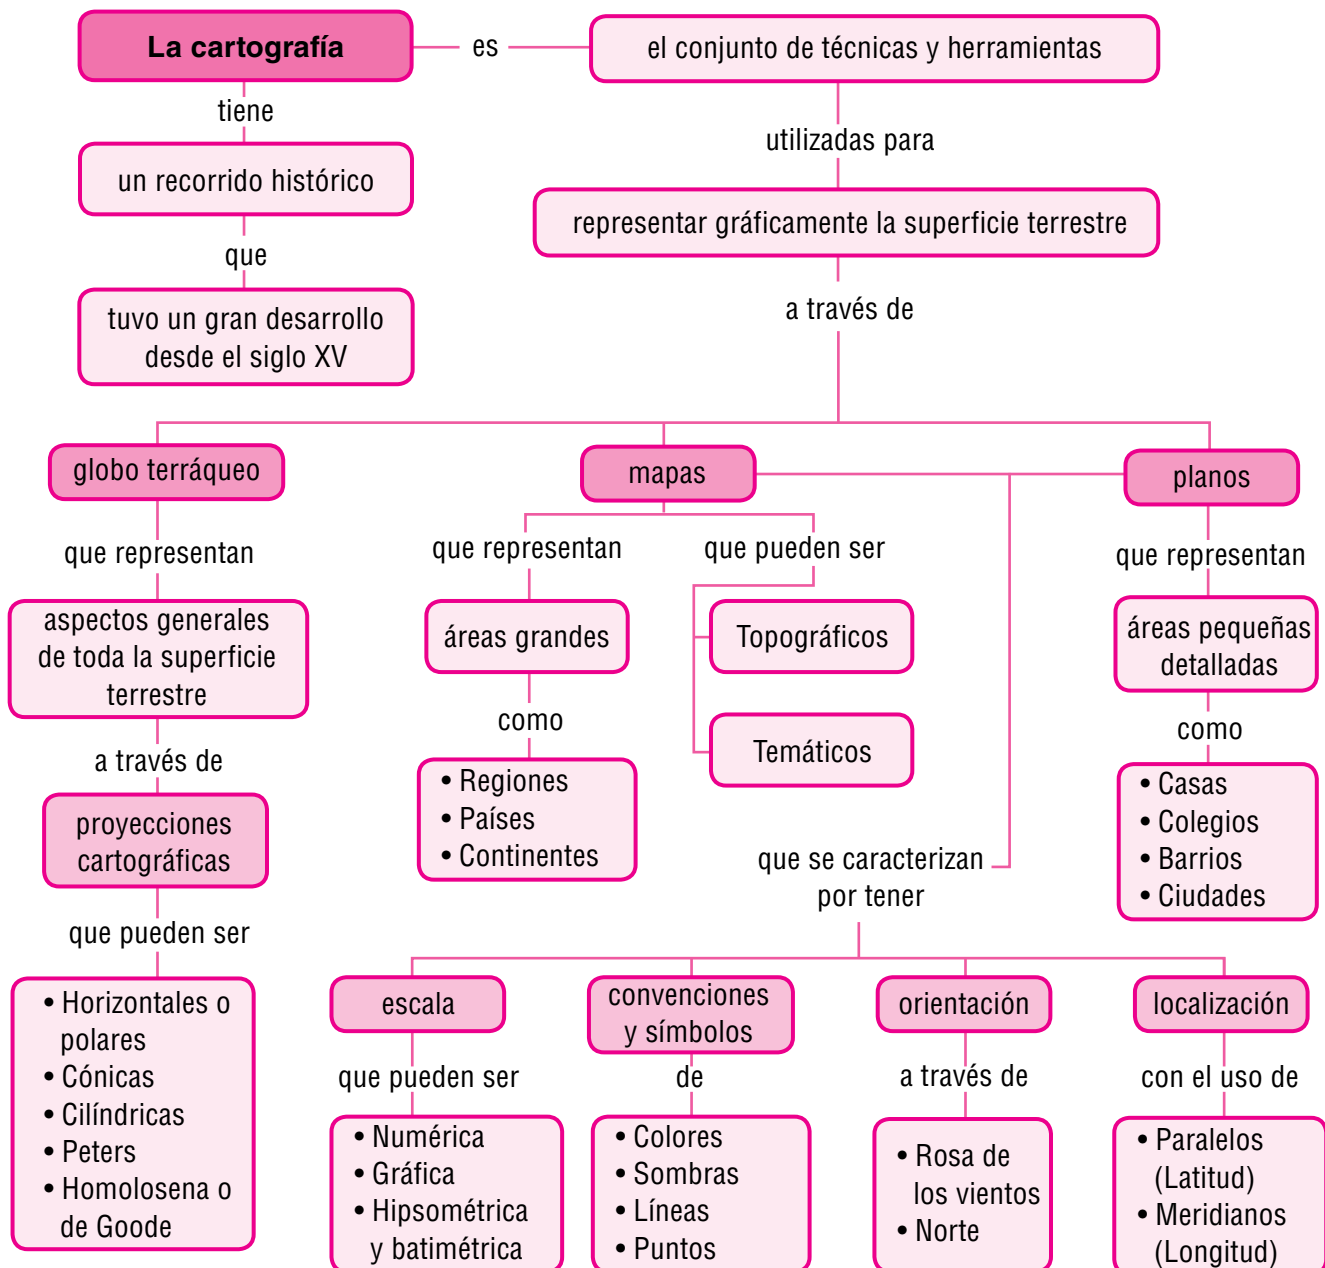 La cartografía
es
el conjunto de técnicas y herramientas
tiene
utilizadas para
un recorrido histórico
representar gráficamente la superficie terrestre
que
a través de
tuvo un gran desarrollo
desde el siglo XV
globo terráqueo
mapas
planos
que representan
aspectos generales
de toda la superficie
terrestre
a través de
proyecciones
cartográficas
que pueden ser
• Horizontales o
polares
• Cónicas
• Cilíndricas
• Peters
• Homolosena o
de Goode
que representan
áreas grandes
como
• Regiones
• Países
• Continentes
que pueden ser
Topográficos
Temáticos
que representan
áreas pequeñas
detalladas
como
• Casas
• Colegios
• Barrios
• Ciudades
que se caracterizan
por tener
escala
que pueden ser
• Numérica
• Gráfica
• Hipsométrica
y batimétrica
convenciones
y símbolos
de
• Colores
• Sombras
• Líneas
• Puntos
orientación
a través de
• Rosa de
los vientos
• Norte
localización
con el uso de
• Paralelos
(Latitud)
• Meridianos
(Longitud)